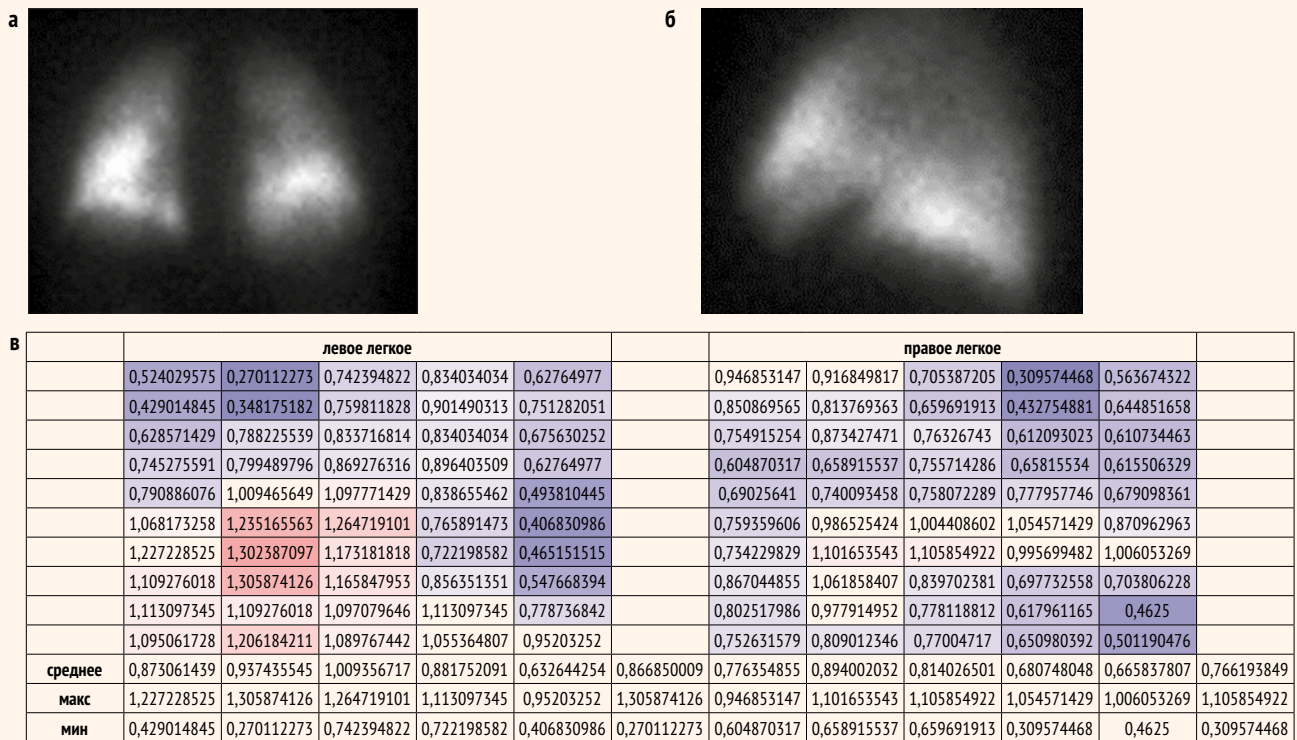 а
б
в
левое легкое правое легкое
0,524029575 0,270112273 0,742394822 0,834034034 0,62764977 0,946853147 0,916849817 0,705387205 0,309574468 0,563674322
0,429014845 0,348175182 0,759811828 0,901490313 0,751282051 0,850869565 0,813769363 0,659691913 0,432754881 0,644851658
0,628571429 0,788225539 0,833716814 0,834034034 0,675630252 0,754915254 0,873427471 0,76326743 0,612093023 0,610734463
0,745275591 0,799489796 0,869276316 0,896403509 0,62764977 0,604870317 0,658915537 0,755714286 0,65815534 0,615506329
0,790886076 1,009465649 1,097771429 0,838655462 0,493810445 0,69025641 0,740093458 0,758072289 0,777957746 0,679098361
1,068173258 1,235165563 1,264719101 0,765891473 0,406830986 0,759359606 0,986525424 1,004408602 1,054571429 0,870962963
1,227228525 1,302387097 1,173181818 0,722198582 0,465151515 0,734229829 1,101653543 1,105854922 0,995699482 1,006053269
1,109276018 1,305874126 1,165847953 0,856351351 0,547668394 0,867044855 1,061858407 0,839702381 0,697732558 0,703806228
1,113097345 1,109276018 1,097079646 1,113097345 0,778736842 0,802517986 0,977914952 0,778118812 0,617961165 0,4625
1,095061728 1,206184211 1,089767442 1,055364807 0,95203252 0,752631579 0,809012346 0,77004717 0,650980392 0,501190476
среднее 0,873061439 0,937435545 1,009356717 0,881752091 0,632644254 0,866850009 0,776354855 0,894002032 0,814026501 0,680748048 0,665837807 0,766193849
макс 1,227228525 1,305874126 1,264719101 1,113097345 0,95203252 1,305874126 0,946853147 1,101653543 1,105854922 1,054571429 1,006053269 1,105854922
мин 0,429014845 0,270112273 0,742394822 0,722198582 0,406830986 0,270112273 0,604870317 0,658915537 0,659691913 0,309574468 0,4625 0,309574468